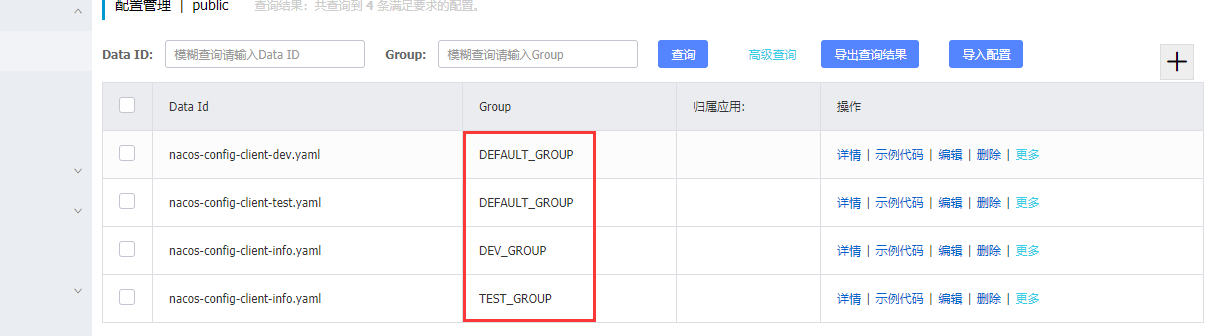 配置管理 | public 查询结果：共查询到 4 条满足要求的配置。
Data ID: 模糊查询请输入Data ID Group: 模糊查询请输入Group 查询 高级查询 导出查询结果 导入配置
Data Id Group 归属应用: 操作
nacos-config-client-dev.yaml DEFAULT_GROUP 详情 | 示例代码 | 编辑 | 删除 | 更多
nacos-config-client-test.yaml DEFAULT_GROUP 详情 | 示例代码 | 编辑 | 删除 | 更多
nacos-config-client-info.yaml DEV_GROUP 详情 | 示例代码 | 编辑 | 删除 | 更多
nacos-config-client-info.yaml TEST_GROUP 详情 | 示例代码 | 编辑 | 删除 | 更多